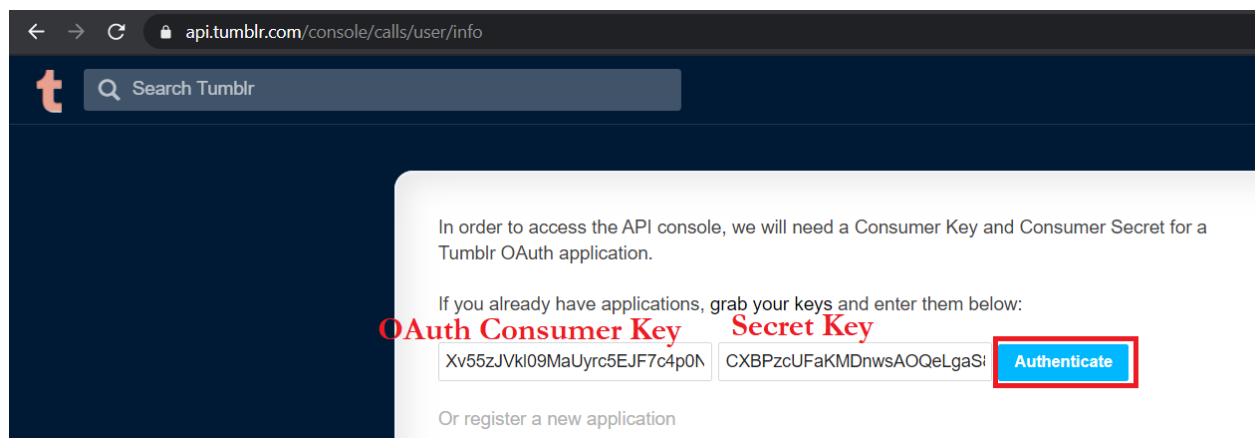 api.tumblr.com/console/calls/user/info
t Search Tumblr
In order to access the API console, we will need a Consumer Key and Consumer Secret for a
Tumblr OAuth application.
If you already have applications, grab your keys and enter them below:
OAuth Consumer Key Secret Key
Xv55zJVkl09MaUyrc5EJF7c4p0N CXBPzcUFaKMDnwsAOQeLgaS Authenticate
Or register a new application